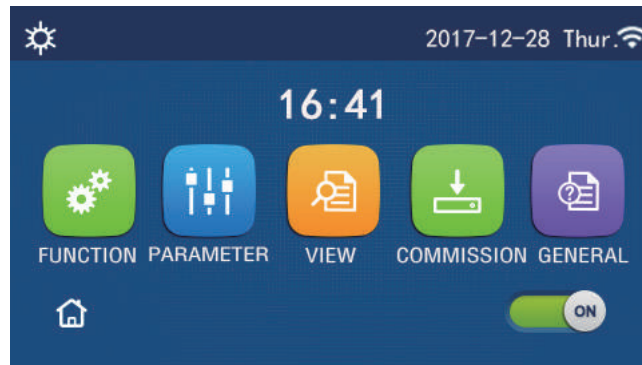 2017-12-28 Thur.
16:41
FUNCTION PARAMETER VIEW COMMISSION GENERAL
ON